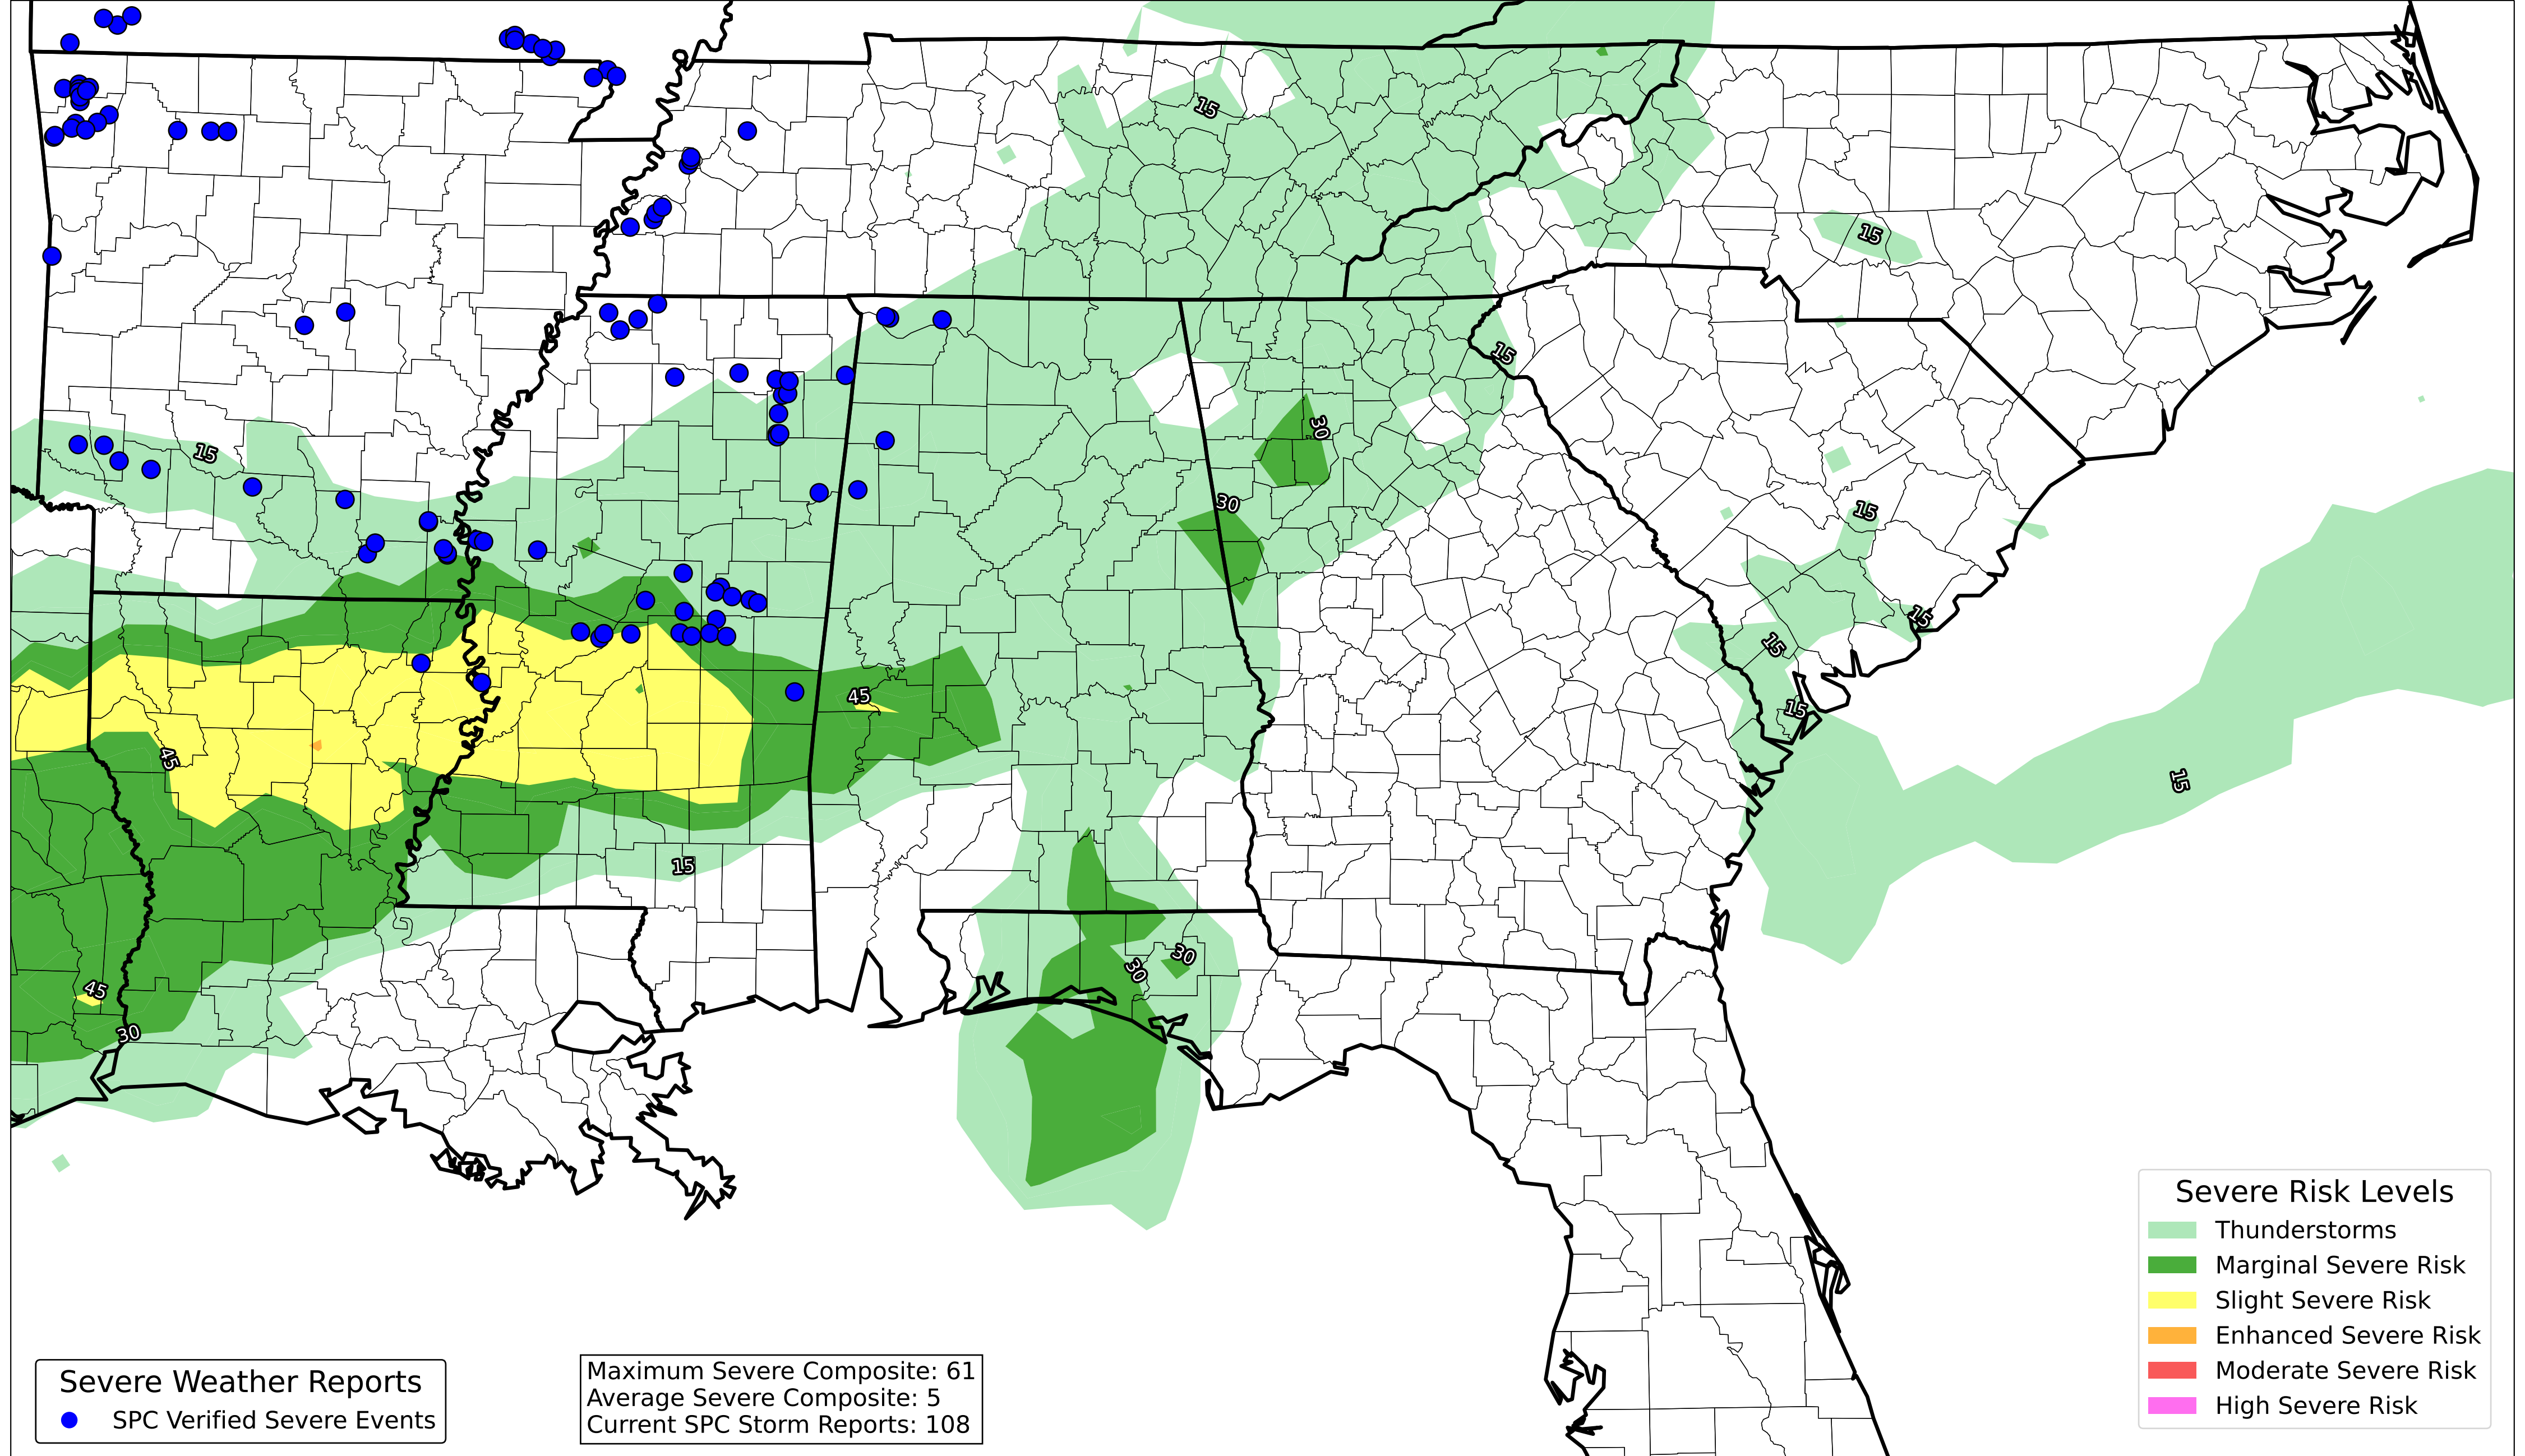 15
15
15
30
15
30
15
15
15
15
45
45
15
15
30
30
45
30
Severe Risk Levels
Thunderstorms
Marginal Severe Risk
Slight Severe Risk
Enhanced Severe Risk
Moderate Severe Risk
High Severe Risk
Severe Weather Reports
SPC Verified Severe Events
Maximum Severe Composite: 61
Average Severe Composite: 5
Current SPC Storm Reports: 108